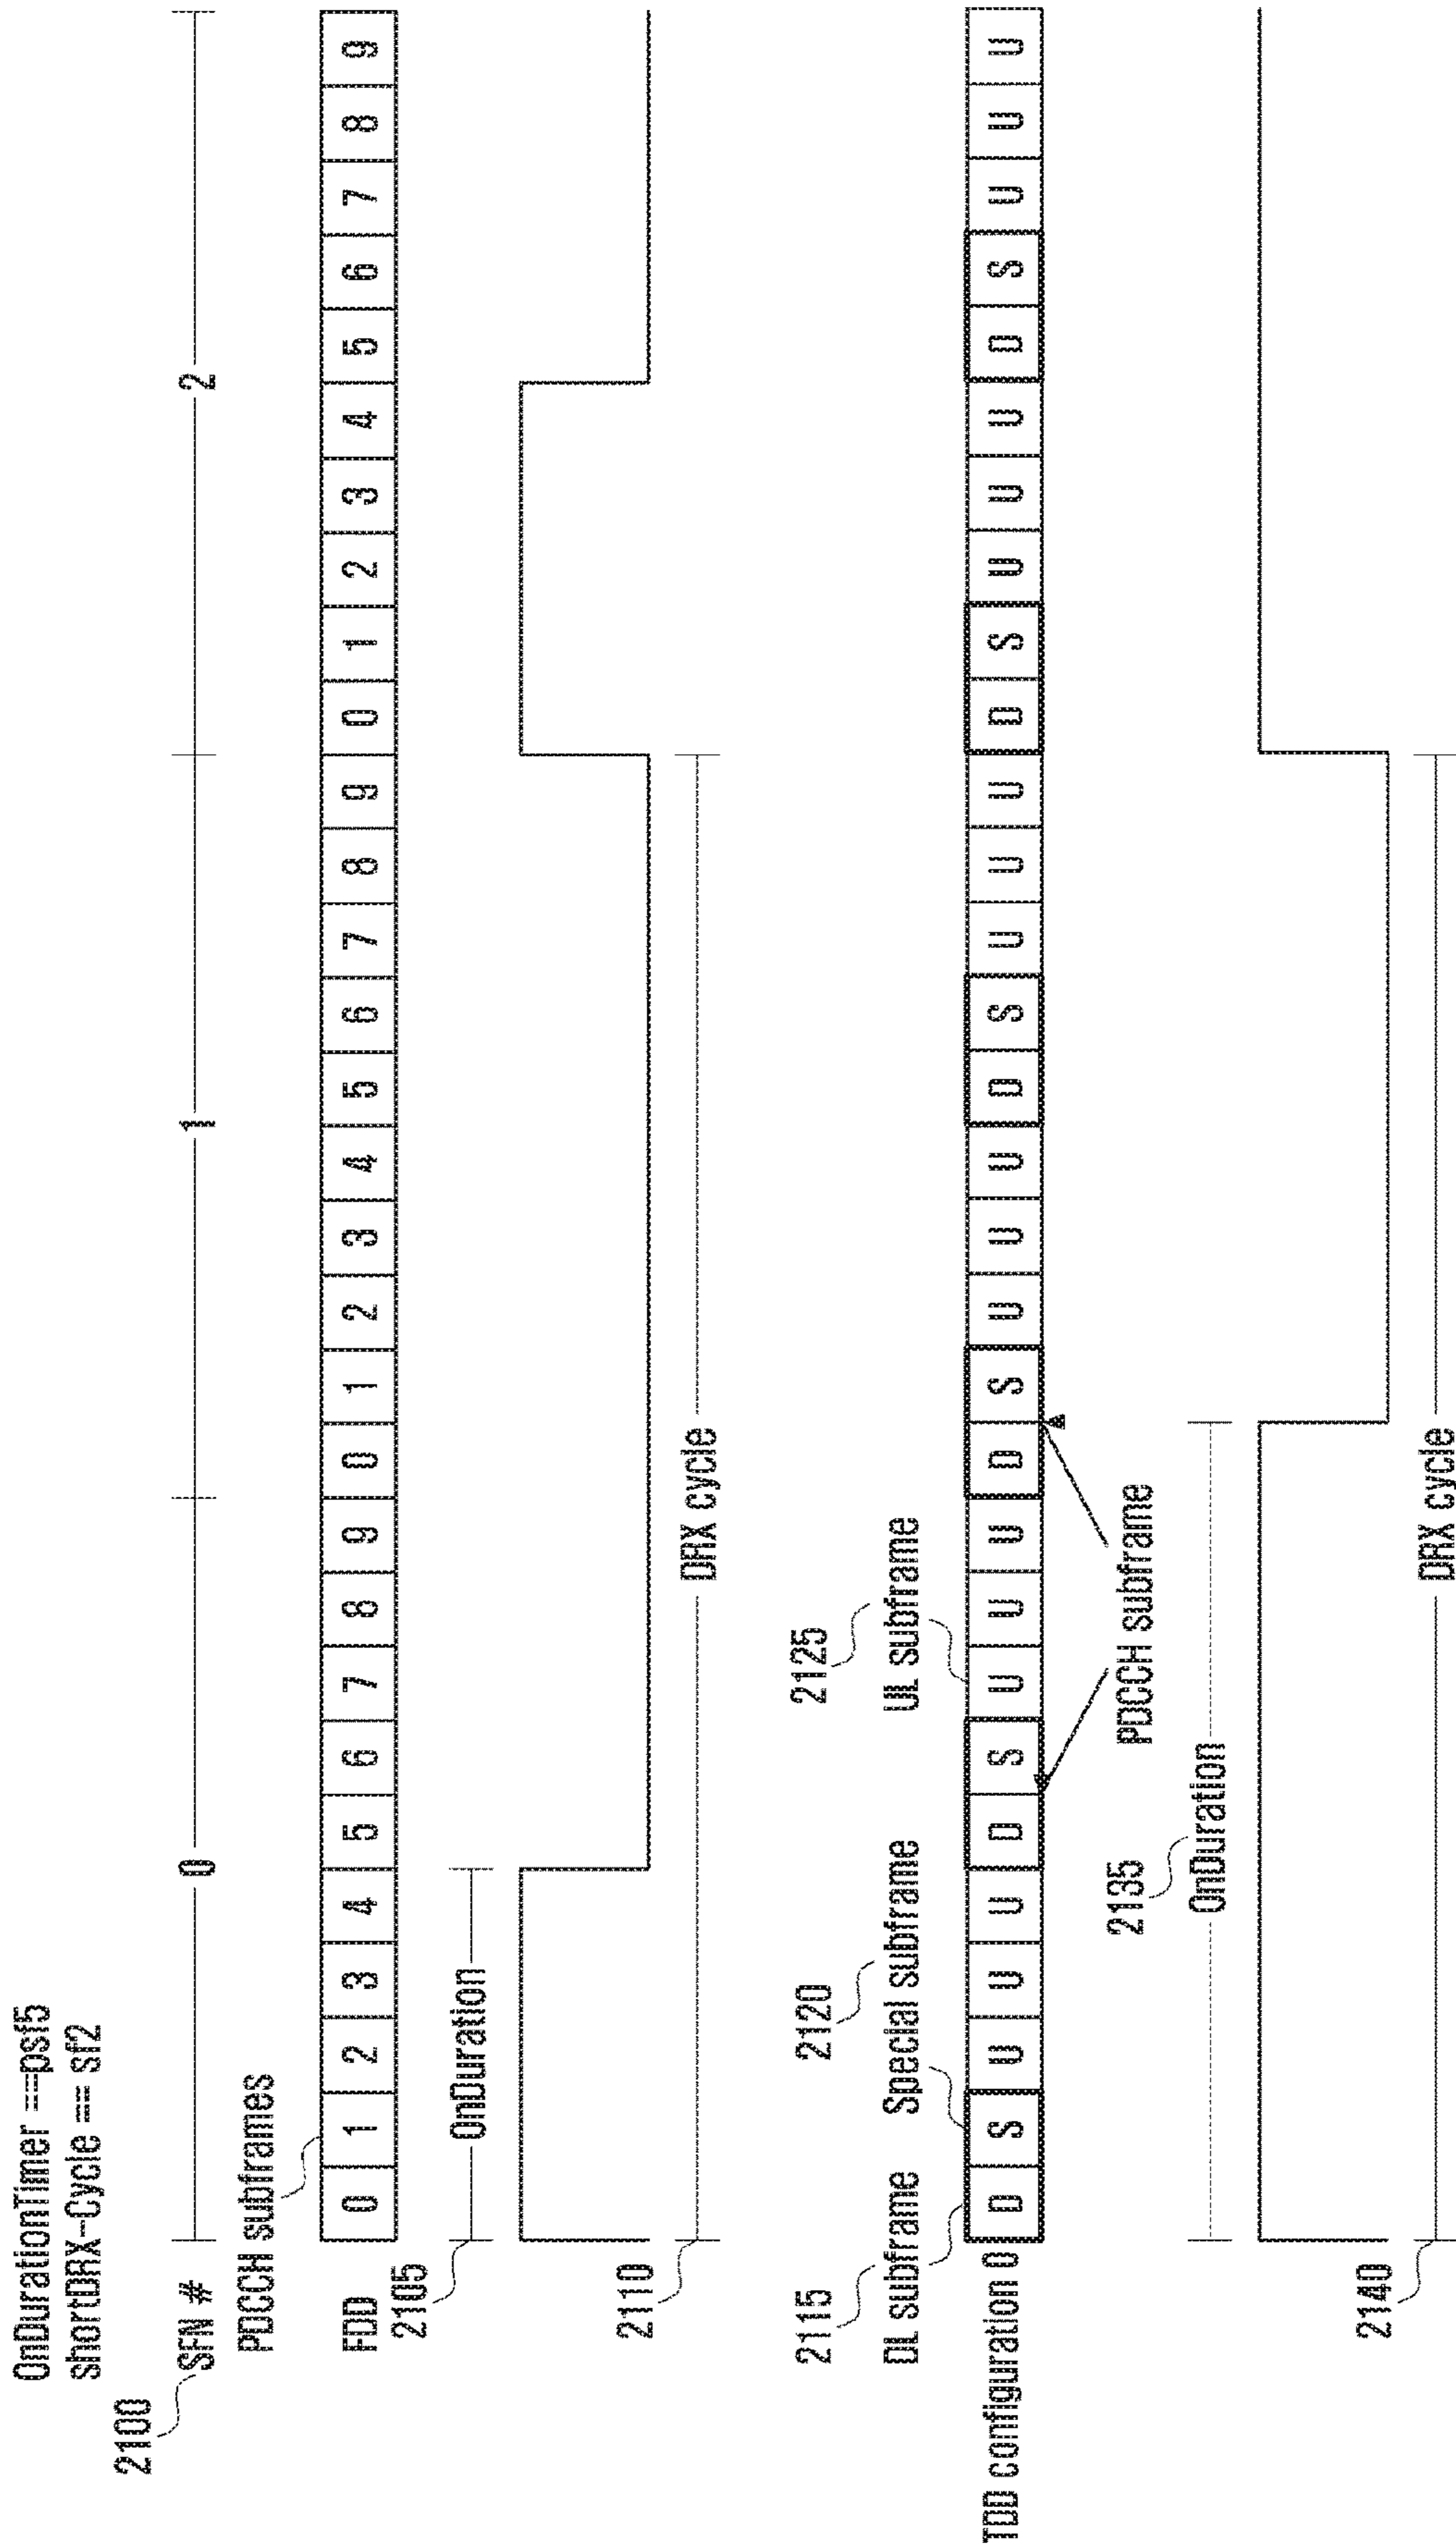 OnDurationTimer ==psf5
shortDRX-Cycle == sf2
2100
SFN #
0
1
2
PDCCH subframes
FDD
0 1 2 3 4 5 6 7 8 9 0 1 2 3 4 5 6 7 8 9 0 1 2 3 4 5 6 7 8 9
2105
OnDuration
2110
DRX cycle
2115
2120
2125
DL subframe
Special subframe
UL subframe
TDD configuration 0
D S U U U D S U U U D S U U U D S U U U D S U U U D S U U U
PDCCH subframe
2135
OnDuration
2140
DRX cycle